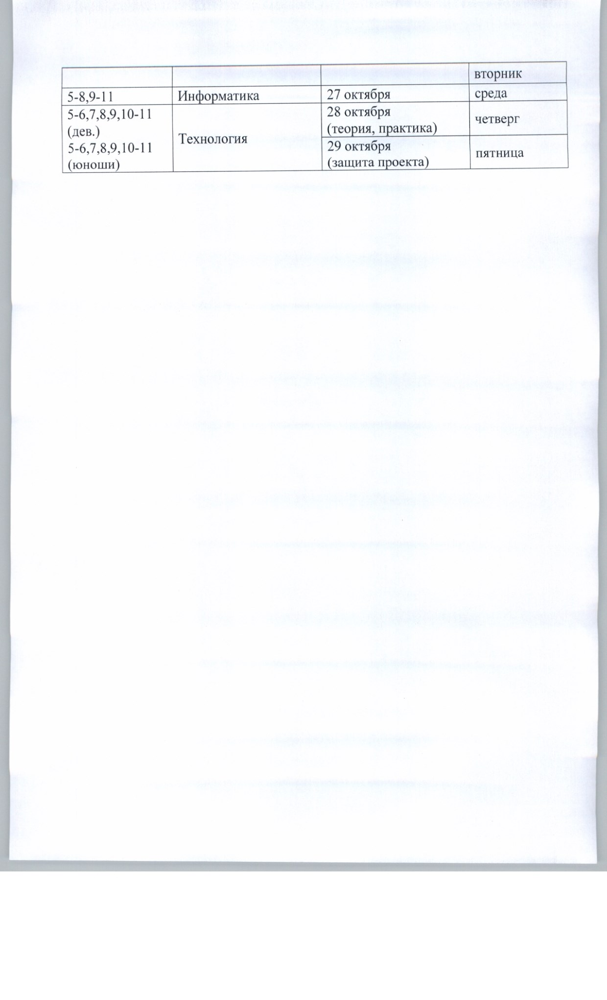 вторник
5-8,9-11 Информатика 27 октября среда
5-6,7,8,9,10-11
(дев.)
5-6,7,8,9,10-11
(юноши)
Технология
28 октября
(теория, практика)
четверг
29 октября
(защита проекта)
пятница